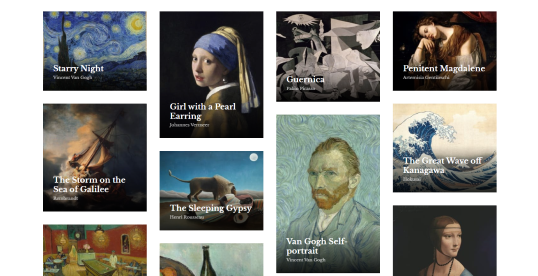 Starry Night
Vincent Van Gogh
Girl with a Pearl
Earring
Johannes Vermeer
Guernica
Pablo Picasso
Penitent Magdalene
Artemisia Gentileschi
The Storm on the
Sea of Galilee
Rembrandt
The Sleeping Gypsy
Henri Rousseau
Van Gogh Self-
portrait
Vincent Van Gogh
The Great Wave off
Kanagawa
Hokusai